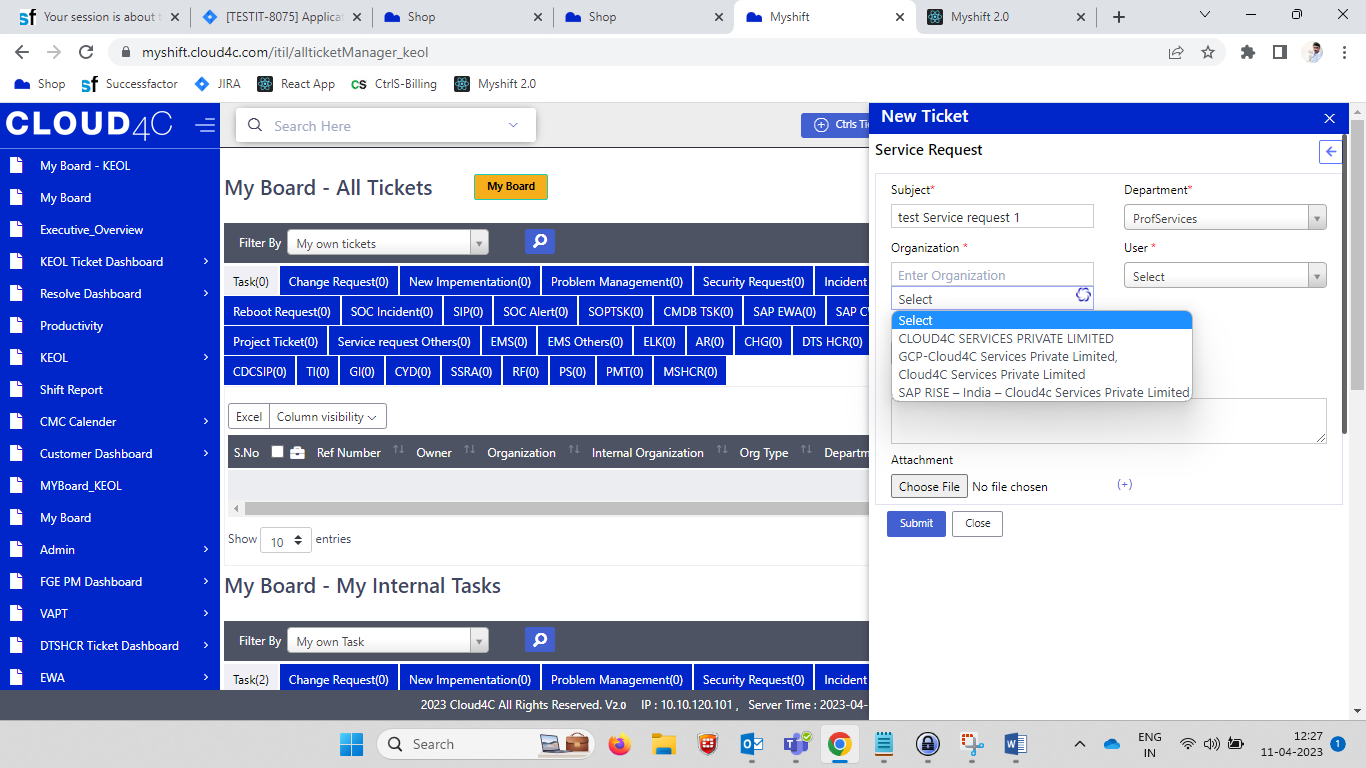 Your session is about t
[TESTIT-8075] Applicat
Shop
Shop
Myshift
Myshift 2.0
myshift.cloud4c.com/itil/allticketManager_keol
Shop
Successfactor
JIRA
React App
CS
CtrlS-Billing
Myshift 2.0
CLOUD4C
My Board - KEOL
My Board
Executive_Overview
KEOL Ticket Dashboard
Resolve Dashboard
Productivity
KEOL
Shift Report
CMC Calender
Customer Dashboard
MYBoard_KEOL
My Board
Admin
FGE PM Dashboard
VAPT
DTSHCR Ticket Dashboard
EWA
Search Here
Ctrls Tic
My Board - All Tickets
My Board
Filter By
My own tickets
Task(0) Change Request(0) New Impementation(0) Problem Management(0) Security Request(0) Incident
Reboot Request(0) SOC Incident(0) SIP(0) SOC Alert(0) SOPTSK(0) CMDB TSK(0) SAP EWA(0) SAP CV
Project Ticket(0) Service request Others(0) EMS(0) EMS Others(0) ELK(0) AR(0) CHG(0) DTS HCR(0)
CDCSIP(0) TI(0) GI(0) CYD(0) SSRA(0) RF(0) PS(0) PMT(0) MSHCR(0)
Excel Column visibility
S.No Ref Number Owner Organization Internal Organization Org Type Departm
Show 10 entries
My Board - My Internal Tasks
Filter By
My own Task
Task(2) Change Request(0) New Impementation(0) Problem Management(0) Security Request(0) Incident
2023 Cloud4C All Rights Reserved. V2.0 IP : 10.10.120.101 , Server Time : 2023-04-
New Ticket
Service Request
Subject*
test Service request 1
Department*
ProfServices
Organization *
Enter Organization
Select
User *
Select
Select
CLOUD4C SERVICES PRIVATE LIMITED
GCP-Cloud4C Services Private Limited,
Cloud4C Services Private Limited
SAP RISE – India – Cloud4c Services Private Limited
Attachment
Choose File No file chosen
(+)
Submit
Close
Search
ENG
IN
12:27
11-04-2023
1